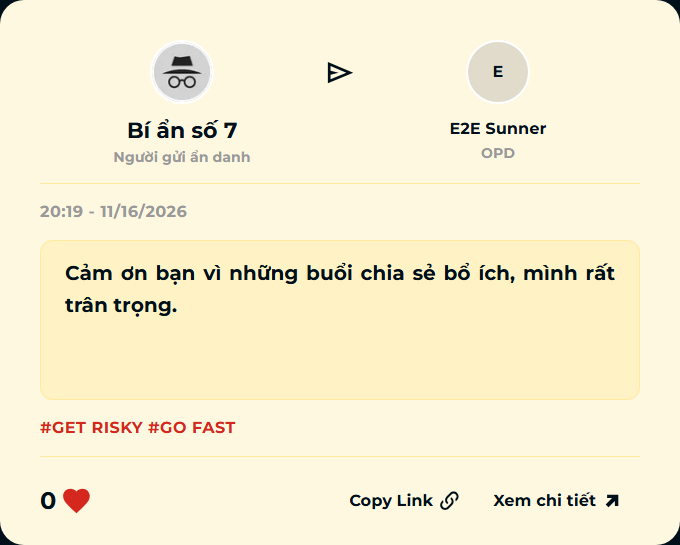 E
Bí ẩn số 7
E2E Sunner
Người gửi ẩn danh
OPD
20:19 - 11/16/2026
Cảm ơn bạn vì những buổi chia sẻ bổ ích, mình rất
trân trọng.
#GET RISKY #GO FAST
0
Copy Link
Xem chi tiết